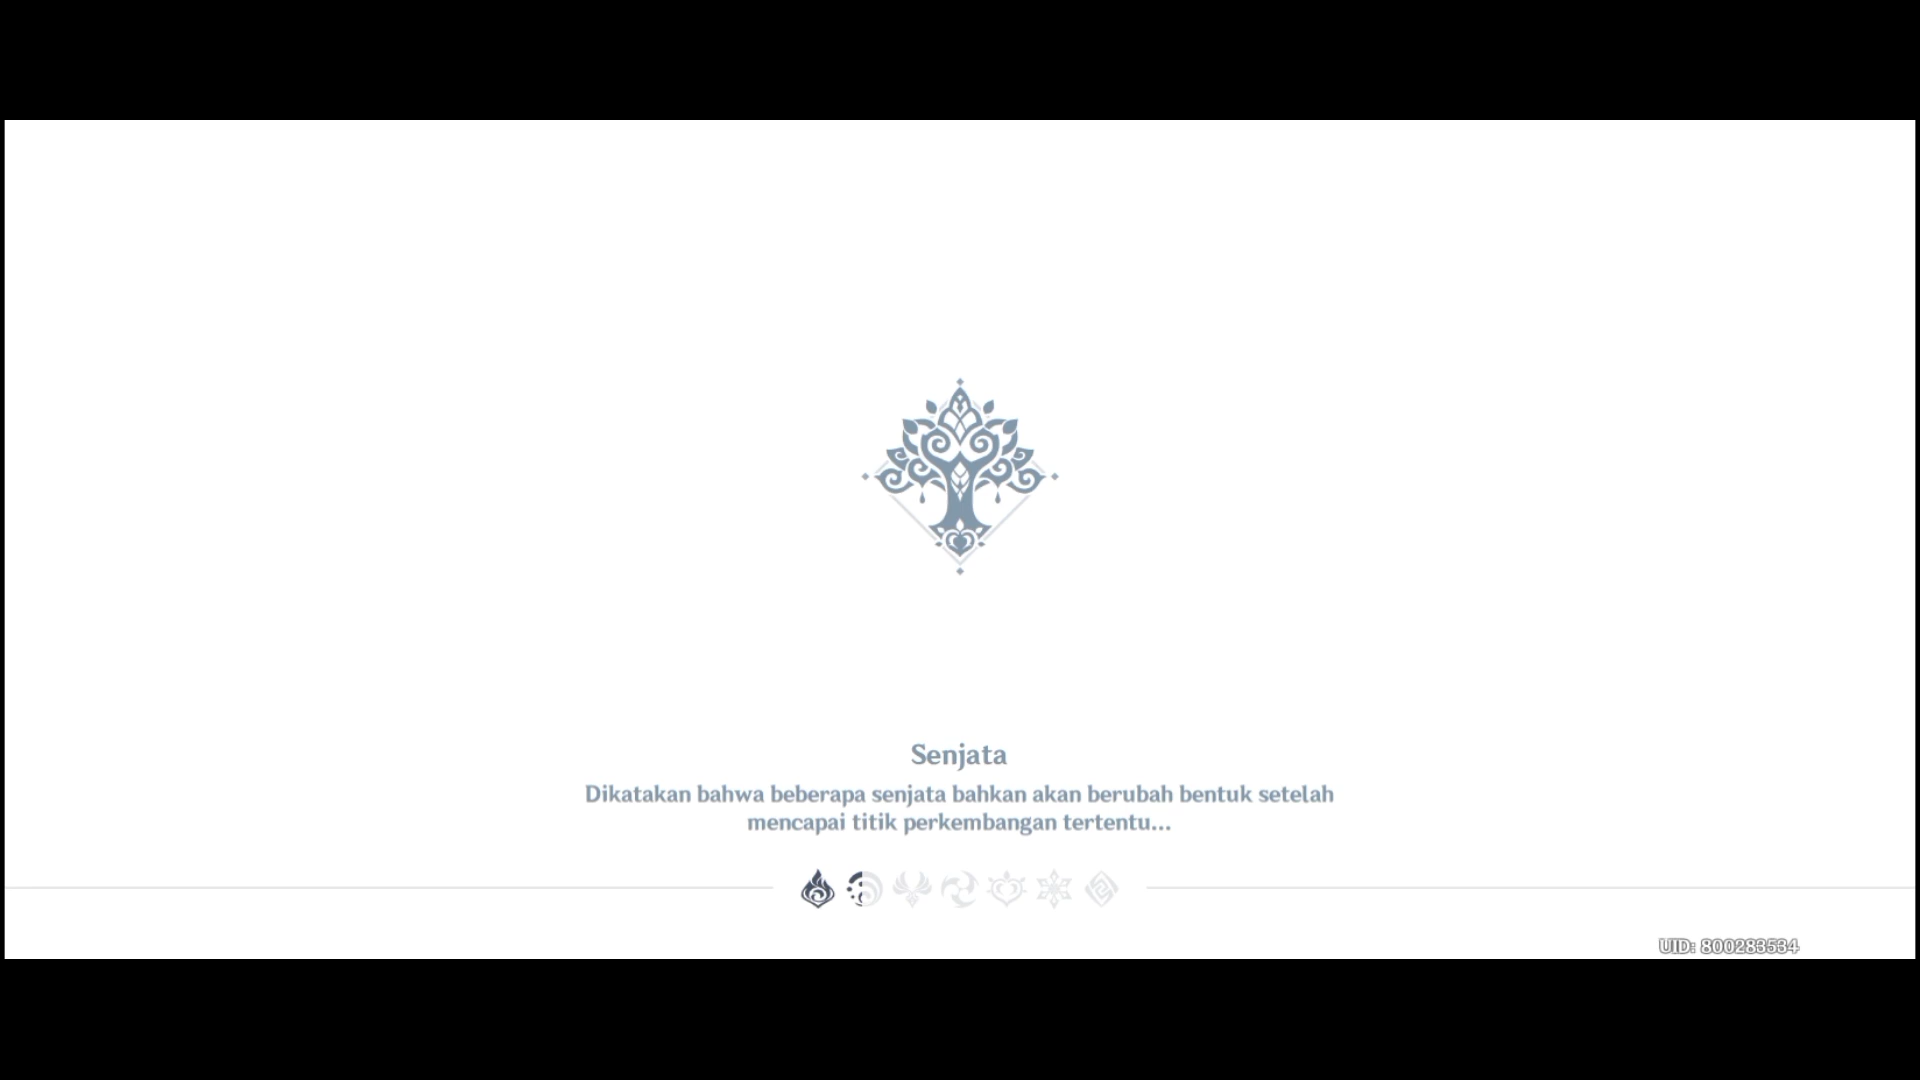 Senjata
Dikatakan bahwa beberapa senjata bahkan akan berubah bentuk setelah
mencapai titik perkembangan tertentu...
UID: 800283534